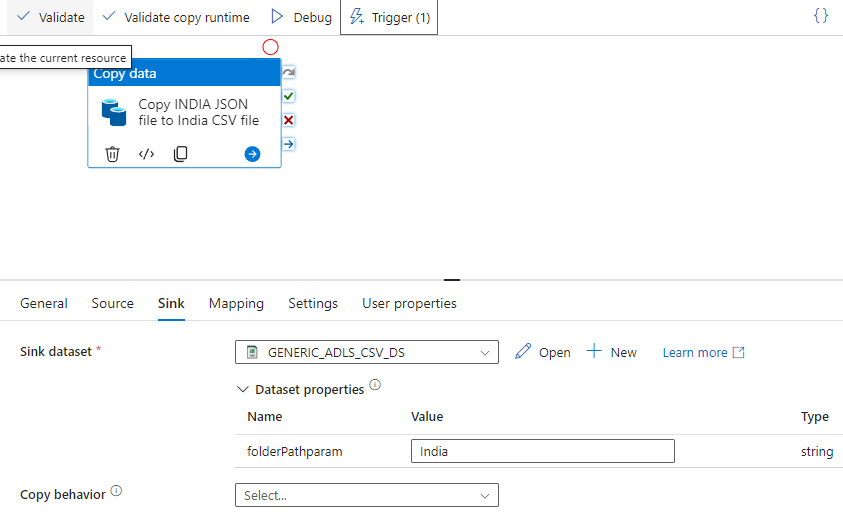 Validate Validate copy runtime Debug Trigger (1) {}
ate the current resource
Copy data
Copy INDIA JSON
file to India CSV file
General Source Sink Mapping Settings User properties
Sink dataset * GENERIC_ADLS_CSV_DS Open New Learn more
Dataset properties
Name Value Type
folderPathparam India string
Copy behavior Select...